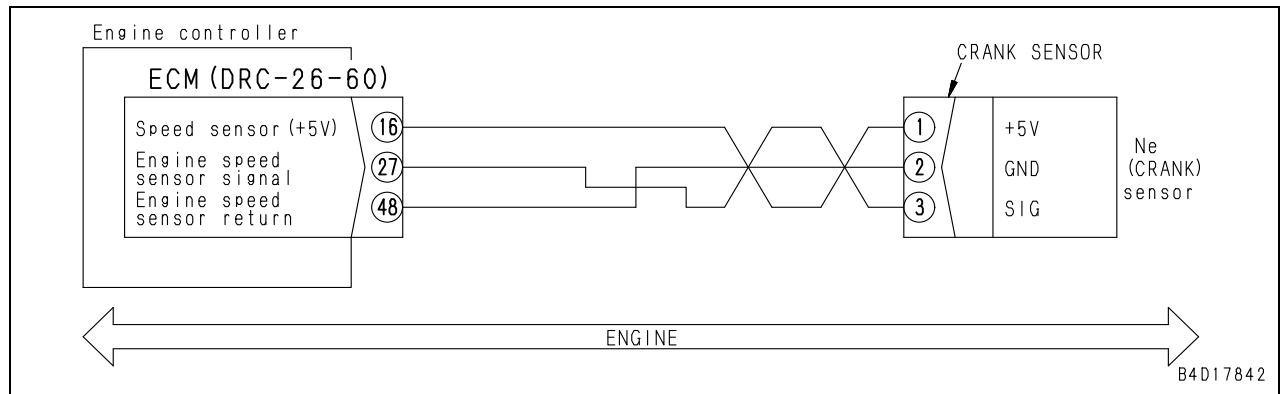 Engine controller
ECM(DRC-26-60)
Speed sensor(+5V)
Engine speed
sensor signal
Engine speed
sensor return
16
27
48
CRANK SENSOR
1
2
3
+5V
GND
SIG
Ne
(CRANK)
sensor
ENGINE
B4D17842